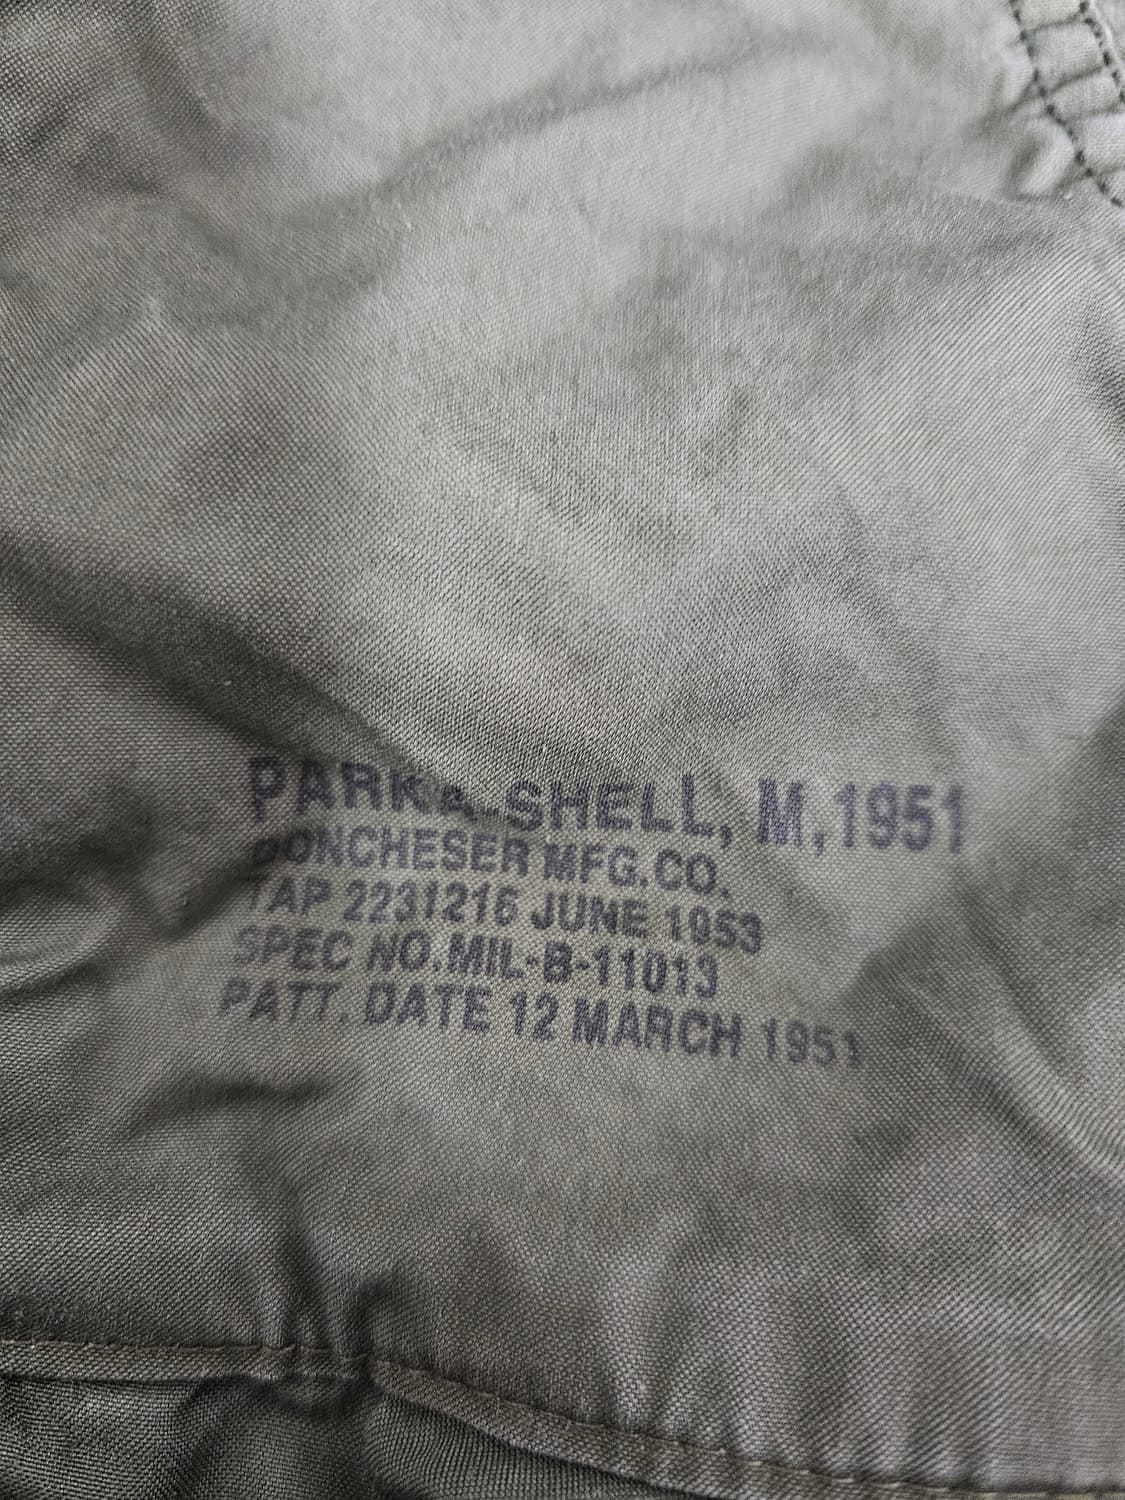 PARKA-SHELL, M,1951
DONCHESER MFG.CO.
TAP 2231216 JUNE 1953
SPEC NO.MIL-B-11013
PATT. DATE 12 MARCH 1951